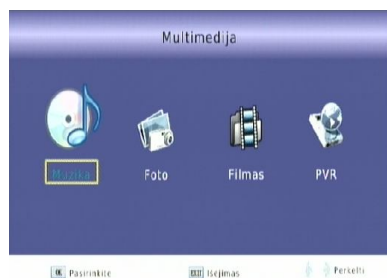 Multimedija
Muzika Foto Filmas PVR
OK Pasirinkite EXIT Išėjimas Perkelti